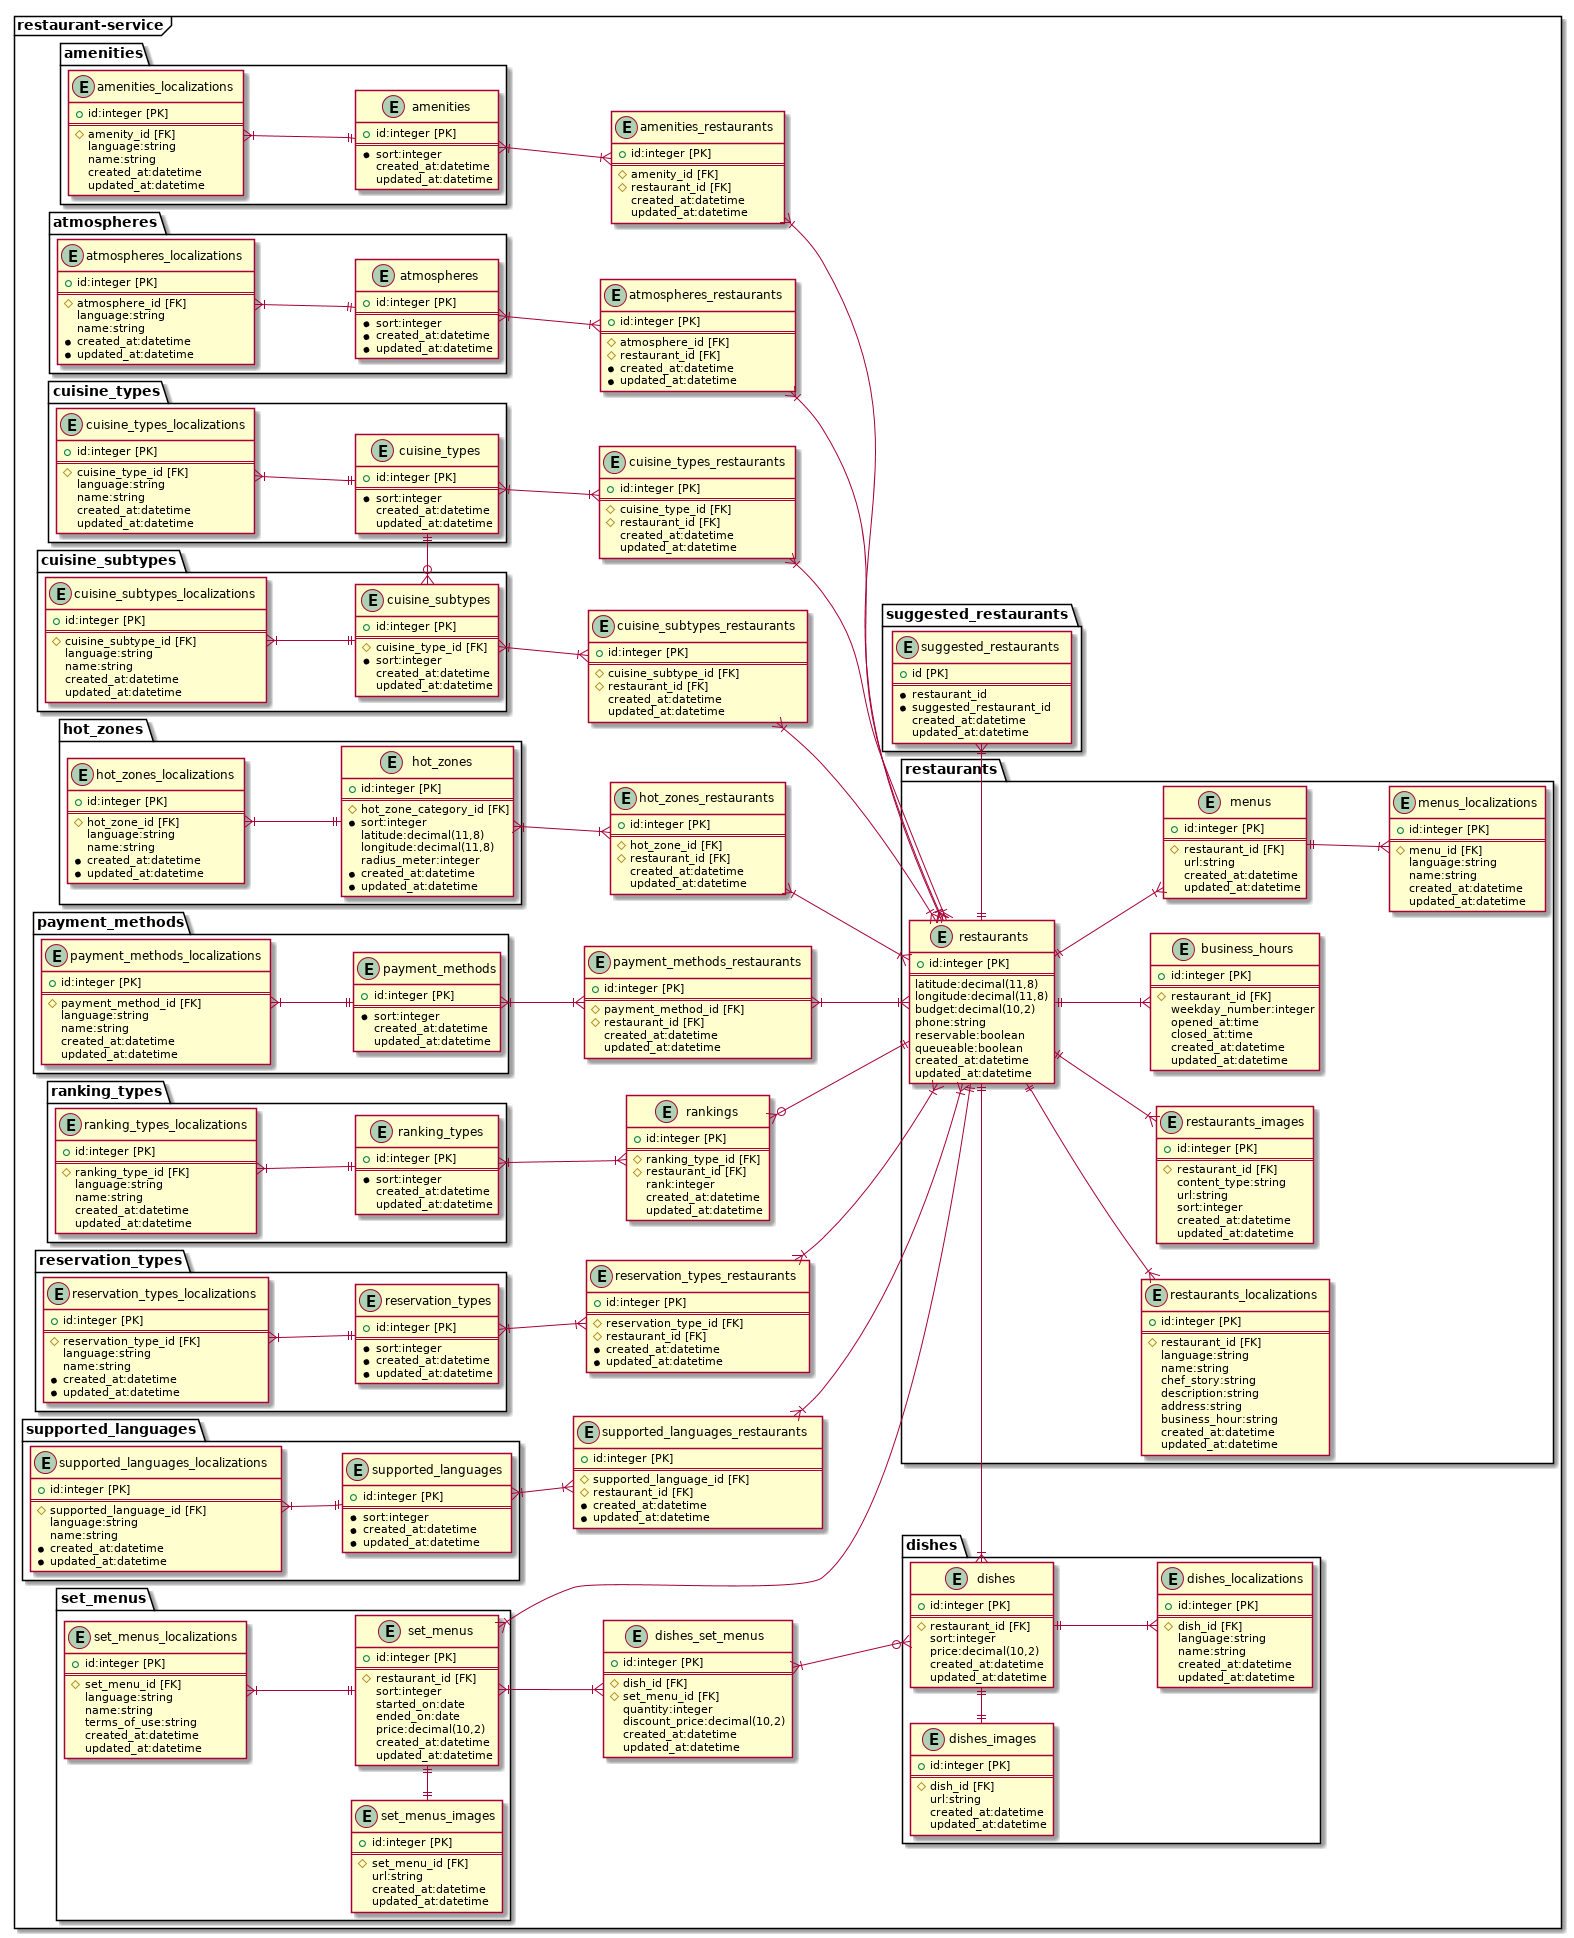 restaurant-service
amenities
E amenities_localizations
id:integer [PK]
amenity_id [FK]
language:string
name:string
created_at:datetime
updated_at:datetime
E amenities
id:integer [PK]
sort:integer
created_at:datetime
updated_at:datetime
E amenities_restaurants
id:integer [PK]
amenity_id [FK]
restaurant_id [FK]
created_at:datetime
updated_at:datetime
atmospheres
E atmospheres_localizations
id:integer [PK]
atmosphere_id [FK]
language:string
name:string
created_at:datetime
updated_at:datetime
E atmospheres
id:integer [PK]
sort:integer
created_at:datetime
updated_at:datetime
E atmospheres_restaurants
id:integer [PK]
atmosphere_id [FK]
restaurant_id [FK]
created_at:datetime
updated_at:datetime
cuisine_types
E cuisine_types_localizations
id:integer [PK]
cuisine_type_id [FK]
language:string
name:string
created_at:datetime
updated_at:datetime
E cuisine_types
id:integer [PK]
sort:integer
created_at:datetime
updated_at:datetime
E cuisine_types_restaurants
id:integer [PK]
cuisine_type_id [FK]
restaurant_id [FK]
created_at:datetime
updated_at:datetime
cuisine_subtypes
E cuisine_subtypes_localizations
id:integer [PK]
cuisine_subtype_id [FK]
language:string
name:string
created_at:datetime
updated_at:datetime
E cuisine_subtypes
id:integer [PK]
cuisine_type_id [FK]
sort:integer
created_at:datetime
updated_at:datetime
E cuisine_subtypes_restaurants
id:integer [PK]
cuisine_subtype_id [FK]
restaurant_id [FK]
created_at:datetime
updated_at:datetime
suggested_restaurants
E suggested_restaurants
id [PK]
restaurant_id
suggested_restaurant_id
created_at:datetime
updated_at:datetime
hot_zones
E hot_zones_localizations
id:integer [PK]
hot_zone_id [FK]
language:string
name:string
created_at:datetime
updated_at:datetime
E hot_zones
id:integer [PK]
hot_zone_category_id [FK]
sort:integer
latitude:decimal(11,8)
longitude:decimal(11,8)
radius_meter:integer
created_at:datetime
updated_at:datetime
E hot_zones_restaurants
id:integer [PK]
hot_zone_id [FK]
restaurant_id [FK]
created_at:datetime
updated_at:datetime
restaurants
E menus
id:integer [PK]
restaurant_id [FK]
url:string
created_at:datetime
updated_at:datetime
E menus_localizations
id:integer [PK]
menu_id [FK]
language:string
name:string
created_at:datetime
updated_at:datetime
E restaurants
id:integer [PK]
latitude:decimal(11,8)
longitude:decimal(11,8)
budget:decimal(10,2)
phone:string
reservable:boolean
queueable:boolean
created_at:datetime
updated_at:datetime
E business_hours
id:integer [PK]
restaurant_id [FK]
weekday_number:integer
opened_at:time
closed_at:time
created_at:datetime
updated_at:datetime
E restaurants_images
id:integer [PK]
restaurant_id [FK]
content_type:string
url:string
sort:integer
created_at:datetime
updated_at:datetime
E restaurants_localizations
id:integer [PK]
restaurant_id [FK]
language:string
name:string
chef_story:string
description:string
address:string
business_hour:string
created_at:datetime
updated_at:datetime
payment_methods
E payment_methods_localizations
id:integer [PK]
payment_method_id [FK]
language:string
name:string
created_at:datetime
updated_at:datetime
E payment_methods
id:integer [PK]
sort:integer
created_at:datetime
updated_at:datetime
E payment_methods_restaurants
id:integer [PK]
payment_method_id [FK]
restaurant_id [FK]
created_at:datetime
updated_at:datetime
ranking_types
E ranking_types_localizations
id:integer [PK]
ranking_type_id [FK]
language:string
name:string
created_at:datetime
updated_at:datetime
E ranking_types
id:integer [PK]
sort:integer
created_at:datetime
updated_at:datetime
E rankings
id:integer [PK]
ranking_type_id [FK]
restaurant_id [FK]
rank:integer
created_at:datetime
updated_at:datetime
reservation_types
E reservation_types_localizations
id:integer [PK]
reservation_type_id [FK]
language:string
name:string
created_at:datetime
updated_at:datetime
E reservation_types
id:integer [PK]
sort:integer
created_at:datetime
updated_at:datetime
E reservation_types_restaurants
id:integer [PK]
reservation_type_id [FK]
restaurant_id [FK]
created_at:datetime
updated_at:datetime
supported_languages
E supported_languages_localizations
id:integer [PK]
supported_language_id [FK]
language:string
name:string
created_at:datetime
updated_at:datetime
E supported_languages
id:integer [PK]
sort:integer
created_at:datetime
updated_at:datetime
E supported_languages_restaurants
id:integer [PK]
supported_language_id [FK]
restaurant_id [FK]
created_at:datetime
updated_at:datetime
set_menus
E set_menus_localizations
id:integer [PK]
set_menu_id [FK]
language:string
name:string
terms_of_use:string
created_at:datetime
updated_at:datetime
E set_menus
id:integer [PK]
restaurant_id [FK]
sort:integer
started_on:date
ended_on:date
price:decimal(10,2)
created_at:datetime
updated_at:datetime
E set_menus_images
id:integer [PK]
set_menu_id [FK]
url:string
created_at:datetime
updated_at:datetime
E dishes_set_menus
id:integer [PK]
dish_id [FK]
set_menu_id [FK]
quantity:integer
discount_price:decimal(10,2)
created_at:datetime
updated_at:datetime
dishes
E dishes
id:integer [PK]
restaurant_id [FK]
sort:integer
price:decimal(10,2)
created_at:datetime
updated_at:datetime
E dishes_localizations
id:integer [PK]
dish_id [FK]
language:string
name:string
created_at:datetime
updated_at:datetime
E dishes_images
id:integer [PK]
dish_id [FK]
url:string
created_at:datetime
updated_at:datetime